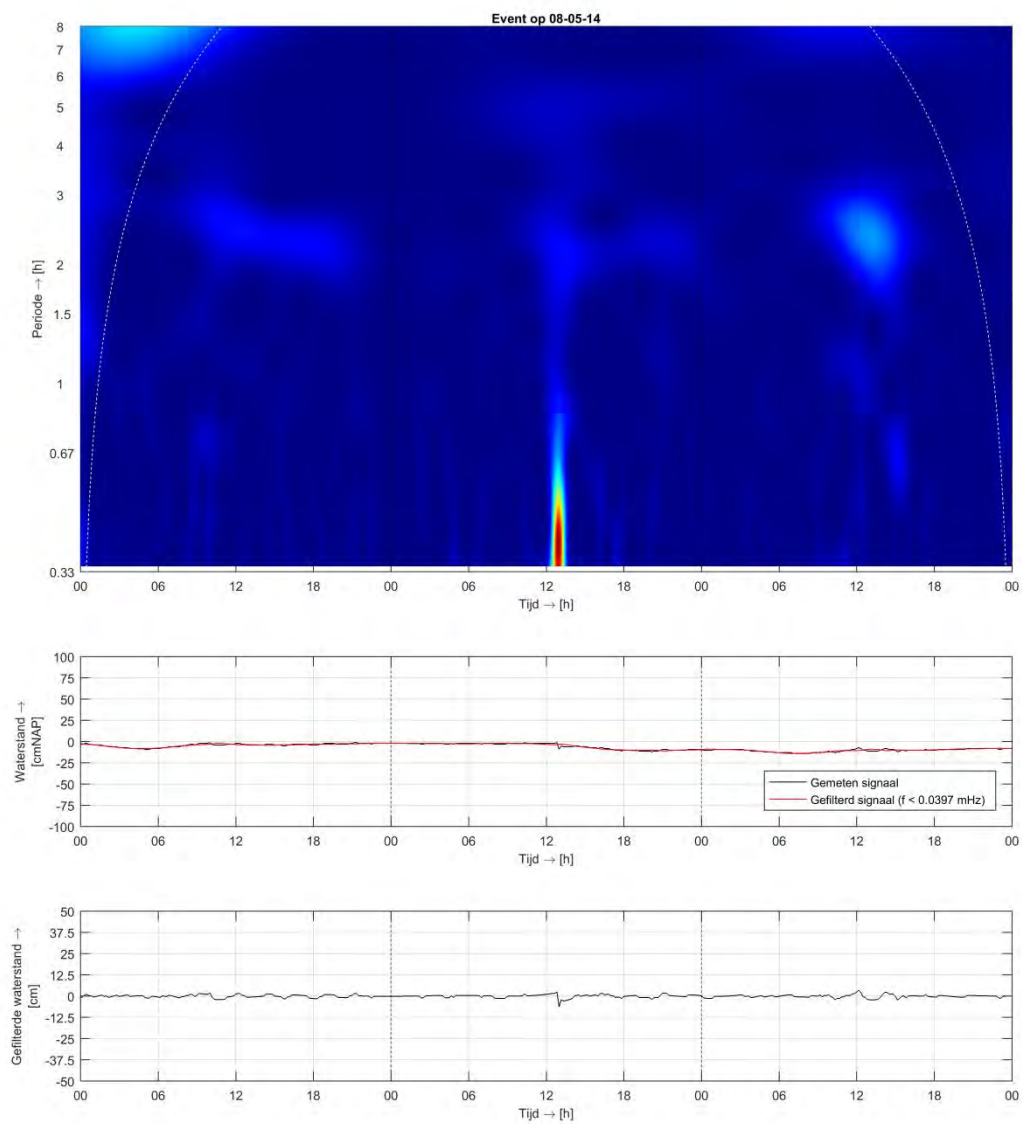 Event op 08-05-14
8
7
6
5
4
3
2
1.5
1
0.67
0.33
Periode → [h]
00 06 12 18 00 06 12 18 00 06 12 18 00
Tijd → [h]
100
75
50
25
0
-25
-50
-75
-100
Waterstand →
[cmNAP]
Gemeten signaal
Gefilterd signaal (f < 0.0397 mHz)
00 06 12 18 00 06 12 18 00 06 12 18 00
Tijd → [h]
50
37.5
25
12.5
0
-12.5
-25
-37.5
-50
Gefilterde waterstand →
[cm]
00 06 12 18 00 06 12 18 00 06 12 18 00
Tijd → [h]